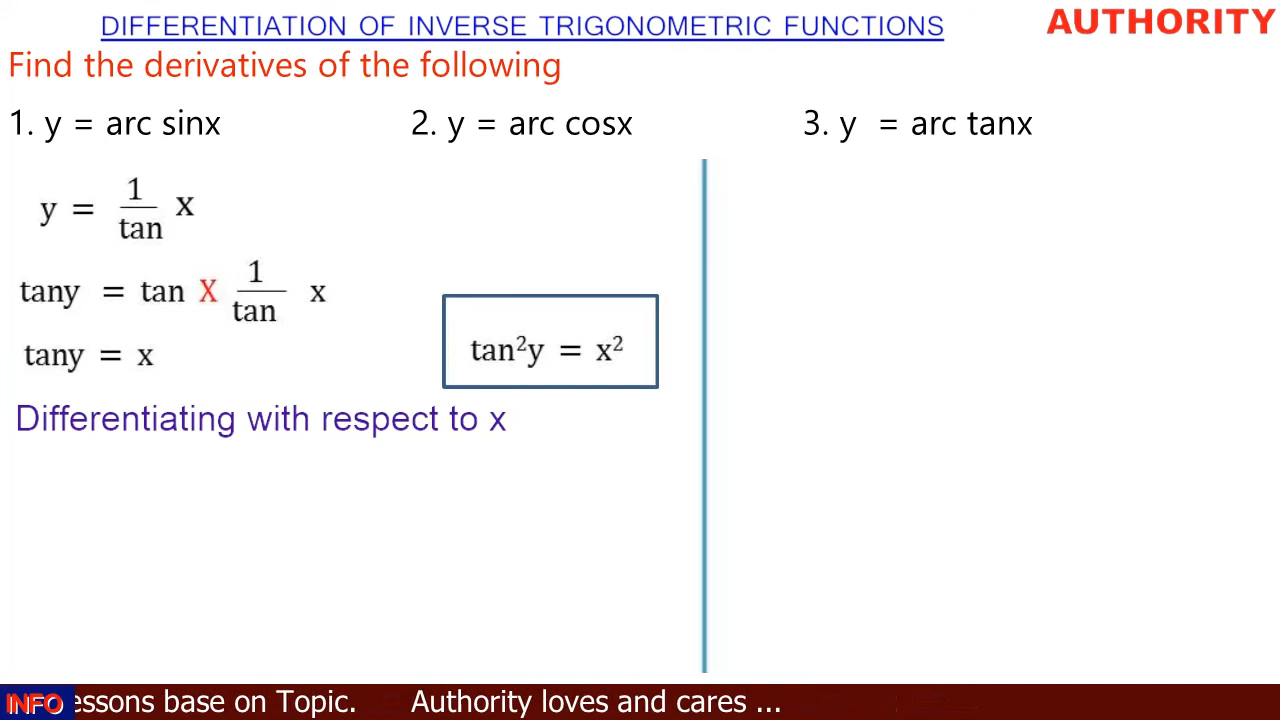 DIFFERENTIATION OF INVERSE TRIGONOMETRIC FUNCTIONS
AUTHORITY
Find the derivatives of the following
1. y = arc sinx
2. y = arc cosx
3. y = arc tanx
y = 1/tan x
tany = tan X 1/tan x
tany = x
tan²y = x²
Differentiating with respect to x
INFO essons base on Topic. Authority loves and cares ...